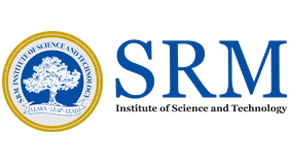 SRM INSTITUTE OF SCIENCE AND TECHNOLOGY
LEARN - LEAP - LEAD
SRM
Institute of Science and Technology